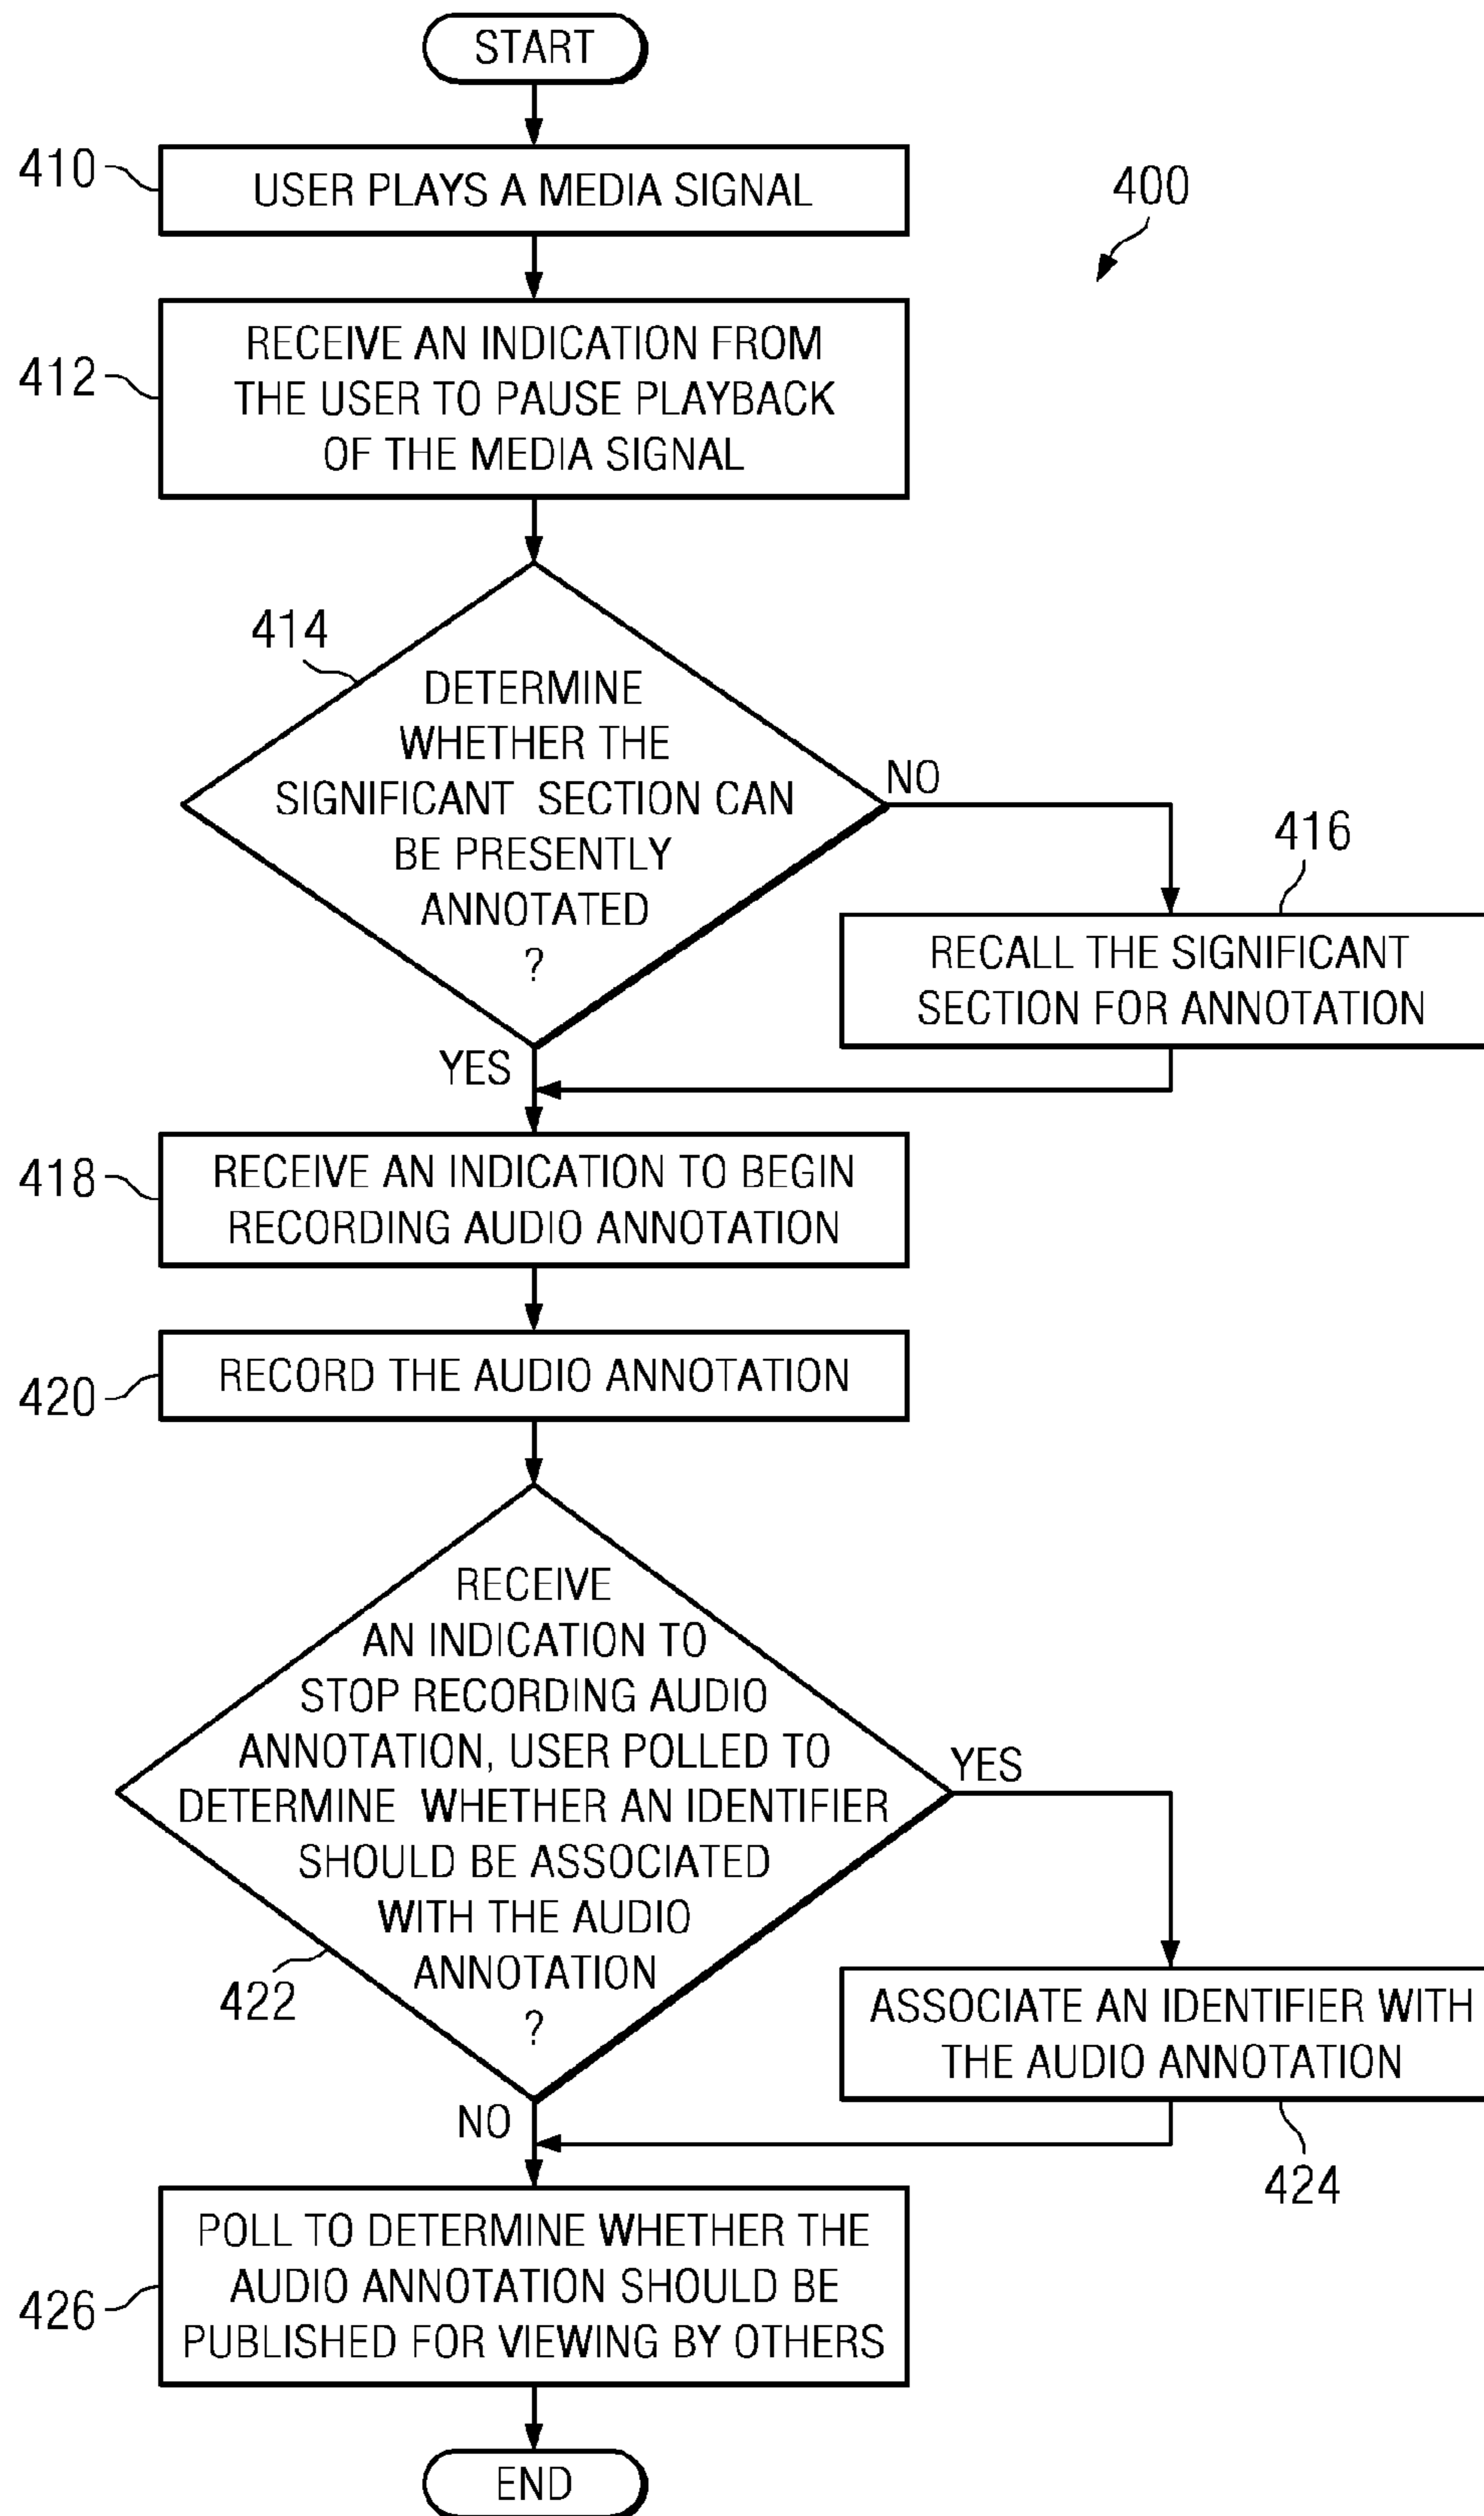 START
410
USER PLAYS A MEDIA SIGNAL
400
412
RECEIVE AN INDICATION FROM
THE USER TO PAUSE PLAYBACK
OF THE MEDIA SIGNAL
414
DETERMINE
WHETHER THE
SIGNIFICANT SECTION CAN
BE PRESENTLY
ANNOTATED
?
NO
416
RECALL THE SIGNIFICANT
SECTION FOR ANNOTATION
YES
418
RECEIVE AN INDICATION TO BEGIN
RECORDING AUDIO ANNOTATION
420
RECORD THE AUDIO ANNOTATION
RECEIVE
AN INDICATION TO
STOP RECORDING AUDIO
ANNOTATION, USER POLLED TO
DETERMINE WHETHER AN IDENTIFIER
SHOULD BE ASSOCIATED
WITH THE AUDIO
ANNOTATION
?
422
YES
ASSOCIATE AN IDENTIFIER WITH
THE AUDIO ANNOTATION
424
NO
426
POLL TO DETERMINE WHETHER THE
AUDIO ANNOTATION SHOULD BE
PUBLISHED FOR VIEWING BY OTHERS
END